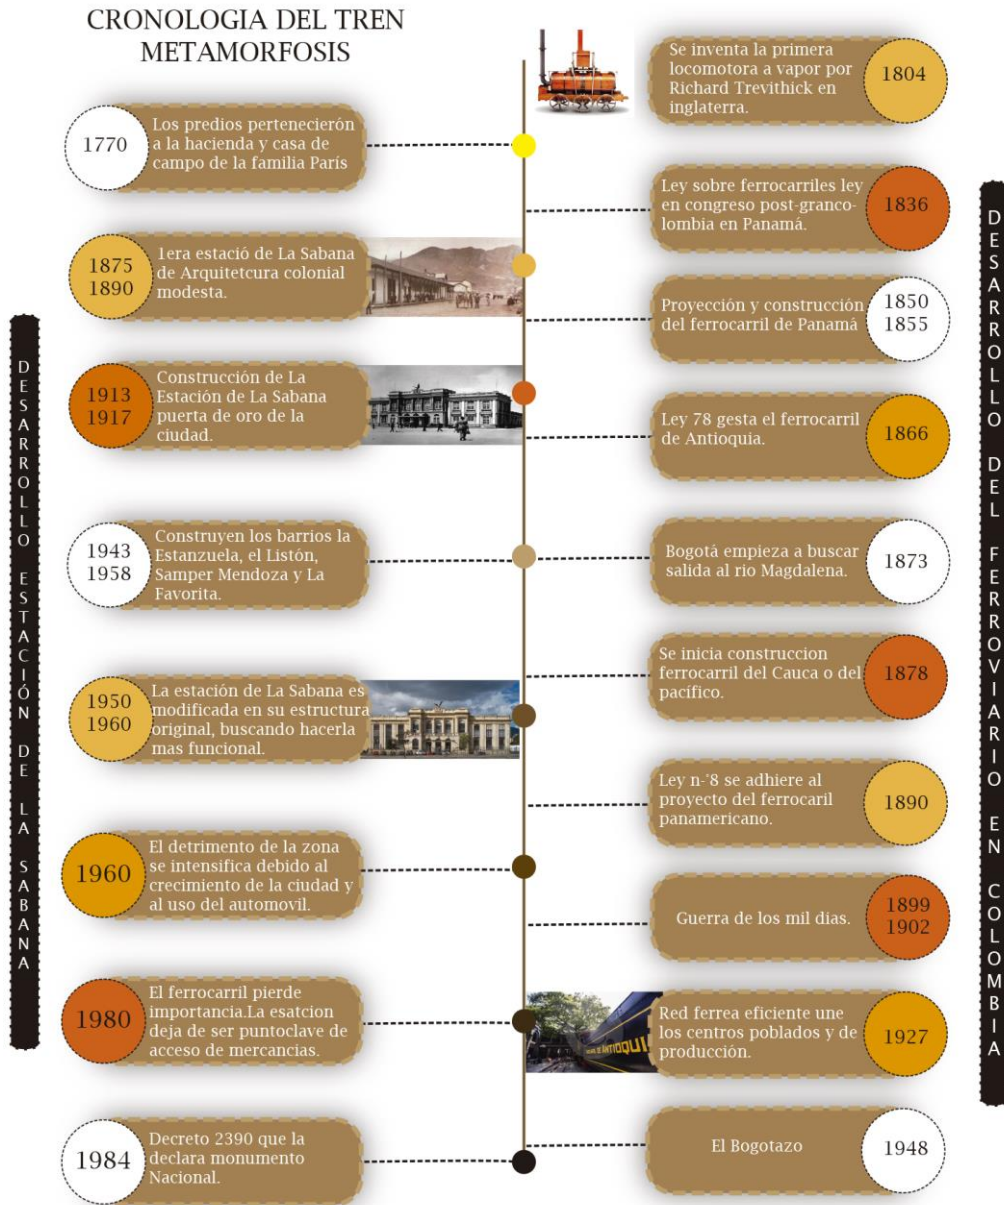 CRONOLOGIA DEL TREN
METAMORFOSIS
DESARROLLO ESTACIÓN DE LA SABANA
1770
Los predios pertenecierón
a la hacienda y casa de
campo de la familia París
1875
1890
1era estació de La Sabana
de Arquitetcura colonial
modesta.
1913
1917
Construcción de La
Estación de La Sabana
puerta de oro de la
ciudad.
1943
1958
Construyen los barrios la
Estanzuela, el Listón,
Samper Mendoza y La
Favorita.
1950
1960
La estación de La Sabana es
modificada en su estructura
original, buscando hacerla
mas funcional.
1960
El detrimento de la zona
se intensifica debido al
crecimiento de la ciudad y
al uso del automovil.
1980
El ferrocarril pierde
importancia.La esatcion
deja de ser puntoclave de
acceso de mercancías.
1984
Decreto 2390 que la
declara monumento
Nacional.
Se inventa la primera
locomotora a vapor por
Richard Trevithick en
inglaterra.
1804
Ley sobre ferrocarriles ley
en congreso post-granco-
lombia en Panamá.
1836
Proyección y construcción
del ferrocarril de Panamá
1850
1855
Ley 78 gesta el ferrocarril
de Antioquia.
1866
Bogotá empieza a buscar
salida al rio Magdalena.
1873
Se inicia construccion
ferrocarril del Cauca o del
pacífico.
1878
Ley n-°8 se adhiere al
proyecto del ferrocaril
panamericano.
1890
Guerra de los mil dias.
1899
1902
ANTIOQUI
Red ferrea eficiente une
los centros poblados y de
producción.
1927
El Bogotazo
1948
DESARROLLO DEL FERROVIARIO EN COLOMBIA